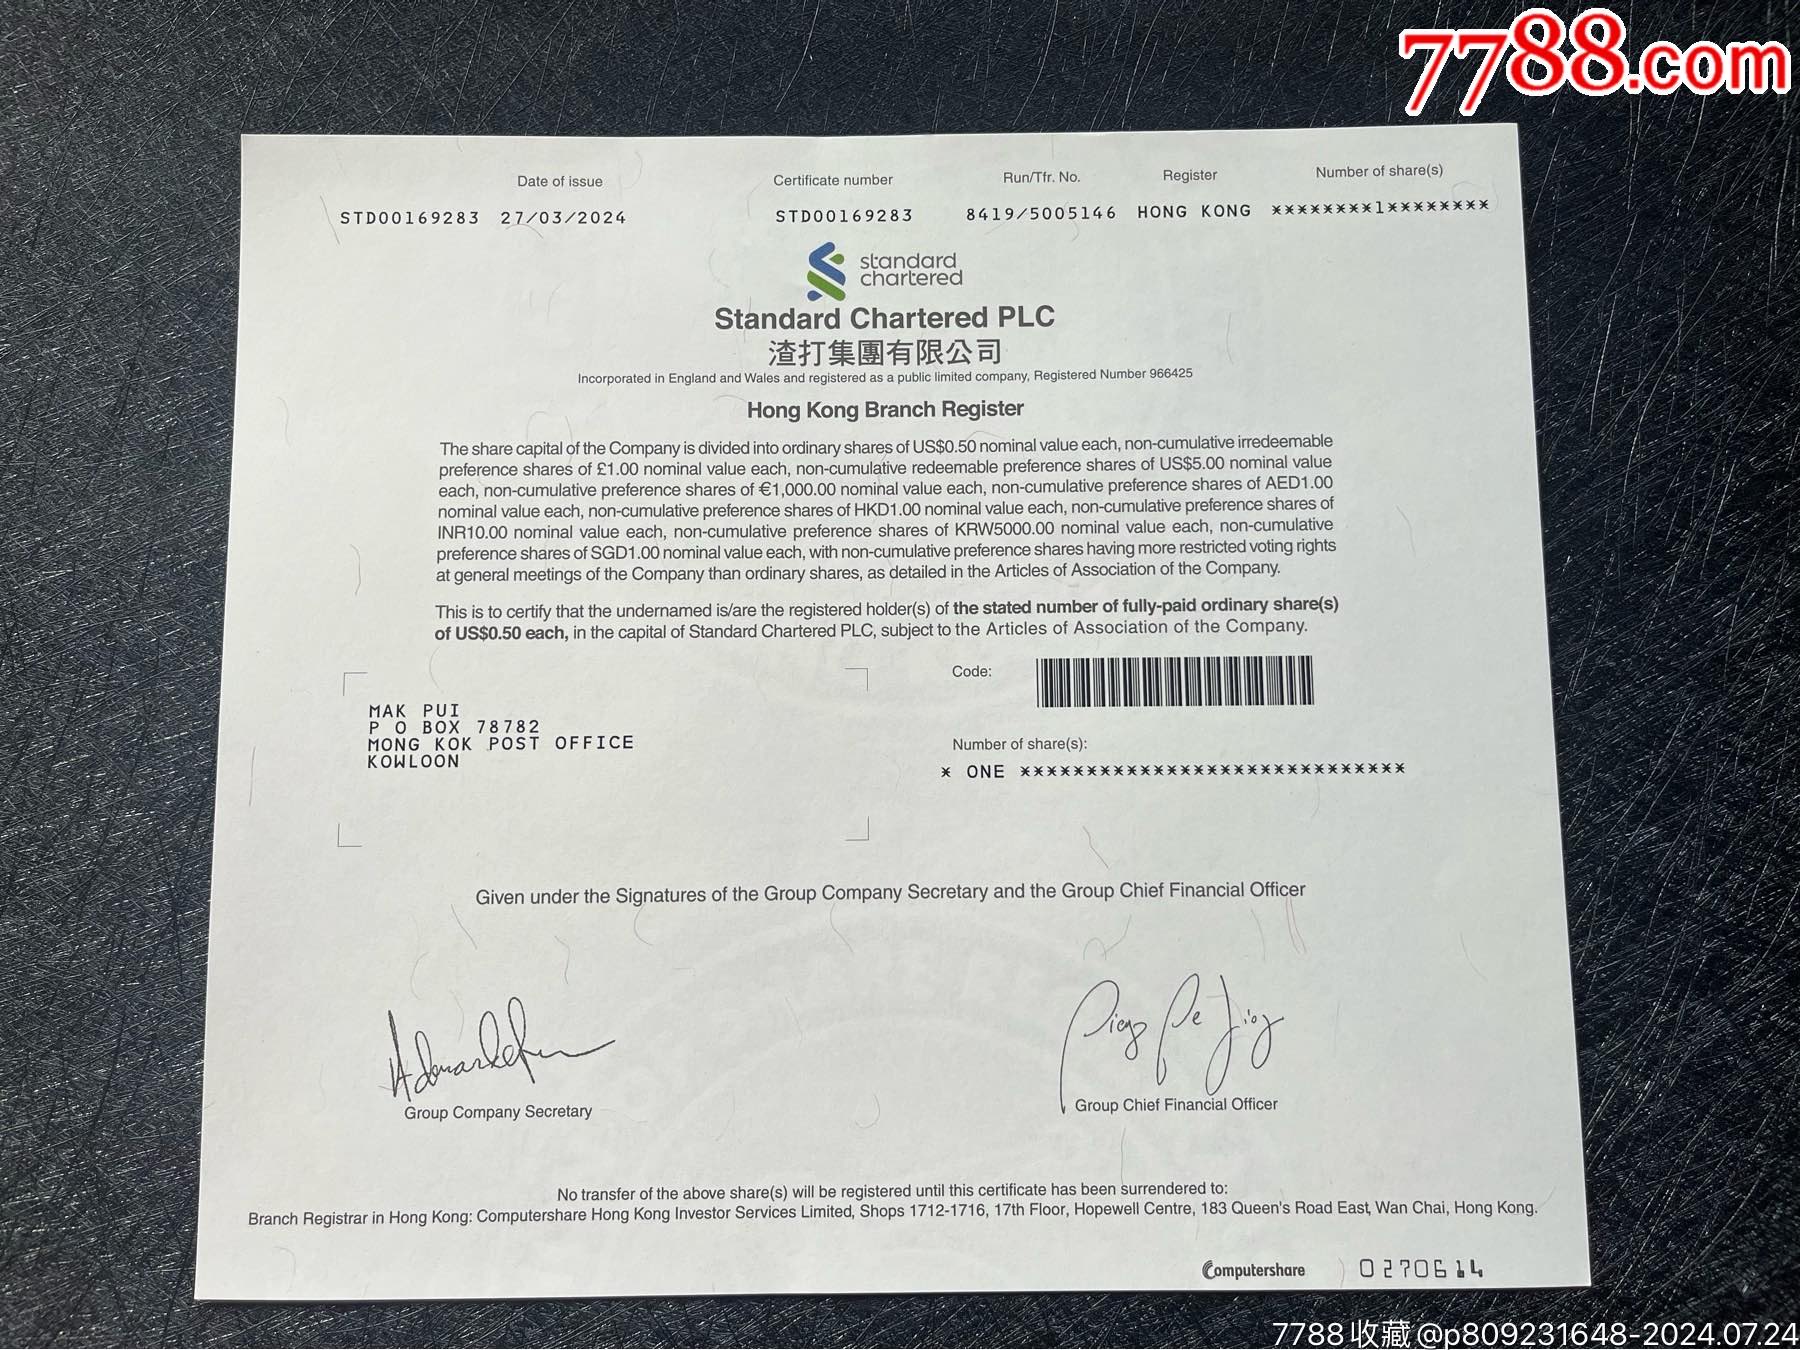 7788.com
Date of issue Certificate number Run/Tfr. No. Register Number of share(s)
STD00169283 27/03/2024 STD00169283 8419/5005146 HONG KONG ********1********
standard
chartered
Standard Chartered PLC
渣打集團有限公司
Incorporated in England and Wales and registered as a public limited company, Registered Number 966425
Hong Kong Branch Register
The share capital of the Company is divided into ordinary shares of US$0.50 nominal value each, non-cumulative irredeemable
preference shares of £1.00 nominal value each, non-cumulative redeemable preference shares of US$5.00 nominal value
each, non-cumulative preference shares of €1,000.00 nominal value each, non-cumulative preference shares of AED1.00
nominal value each, non-cumulative preference shares of HKD1.00 nominal value each, non-cumulative preference shares of
INR10.00 nominal value each, non-cumulative preference shares of KRW5000.00 nominal value each, non-cumulative
preference shares of SGD1.00 nominal value each, with non-cumulative preference shares having more restricted voting rights
at general meetings of the Company than ordinary shares, as detailed in the Articles of Association of the Company.
This is to certify that the undernamed is/are the registered holder(s) of the stated number of fully-paid ordinary share(s)
of US$0.50 each, in the capital of Standard Chartered PLC, subject to the Articles of Association of the Company.
Code:
MAK PUI
P O BOX 78782
MONG KOK POST OFFICE
KOWLOON
Number of share(s):
* ONE *****************************
Given under the Signatures of the Group Company Secretary and the Group Chief Financial Officer
Group Company Secretary
Group Chief Financial Officer
No transfer of the above share(s) will be registered until this certificate has been surrendered to:
Branch Registrar in Hong Kong: Computershare Hong Kong Investor Services Limited, Shops 1712-1716, 17th Floor, Hopewell Centre, 183 Queen's Road East, Wan Chai, Hong Kong.
Computershare 0270614
7788收藏@p809231648-2024.07.24